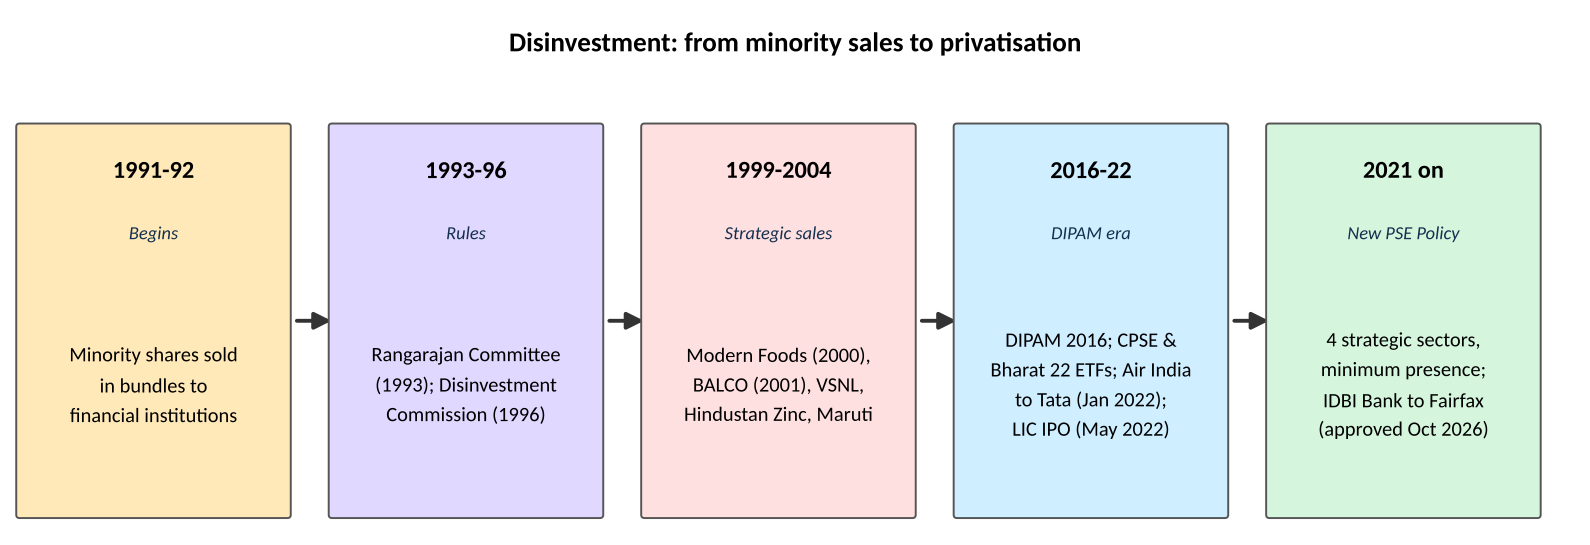 Disinvestment: from minority sales to privatisation
1991-92
Begins
Minority shares sold
in bundles to
financial institutions
1993-96
Rules
Rangarajan Committee
(1993); Disinvestment
Commission (1996)
1999-2004
Strategic sales
Modern Foods (2000),
BALCO (2001), VSNL,
Hindustan Zinc, Maruti
2016-22
DIPAM era
DIPAM 2016; CPSE &
Bharat 22 ETFs; Air India
to Tata (Jan 2022);
LIC IPO (May 2022)
2021 on
New PSE Policy
4 strategic sectors,
minimum presence;
IDBI Bank to Fairfax
(approved Oct 2026)